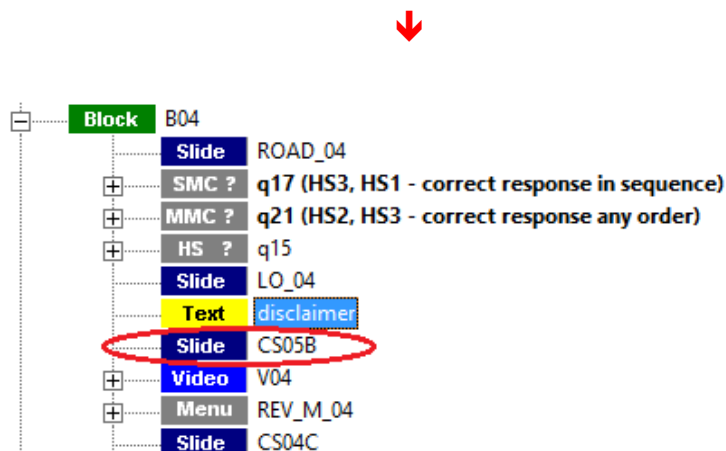 Block B04
Slide ROAD_04
SMC ? q17 (HS3, HS1 - correct response in sequence)
MMC ? q21 (HS2, HS3 - correct response any order)
HS ? q15
Slide LO_04
Text disclaimer
Slide CS05B
Video V04
Menu REV_M_04
Slide CS04C